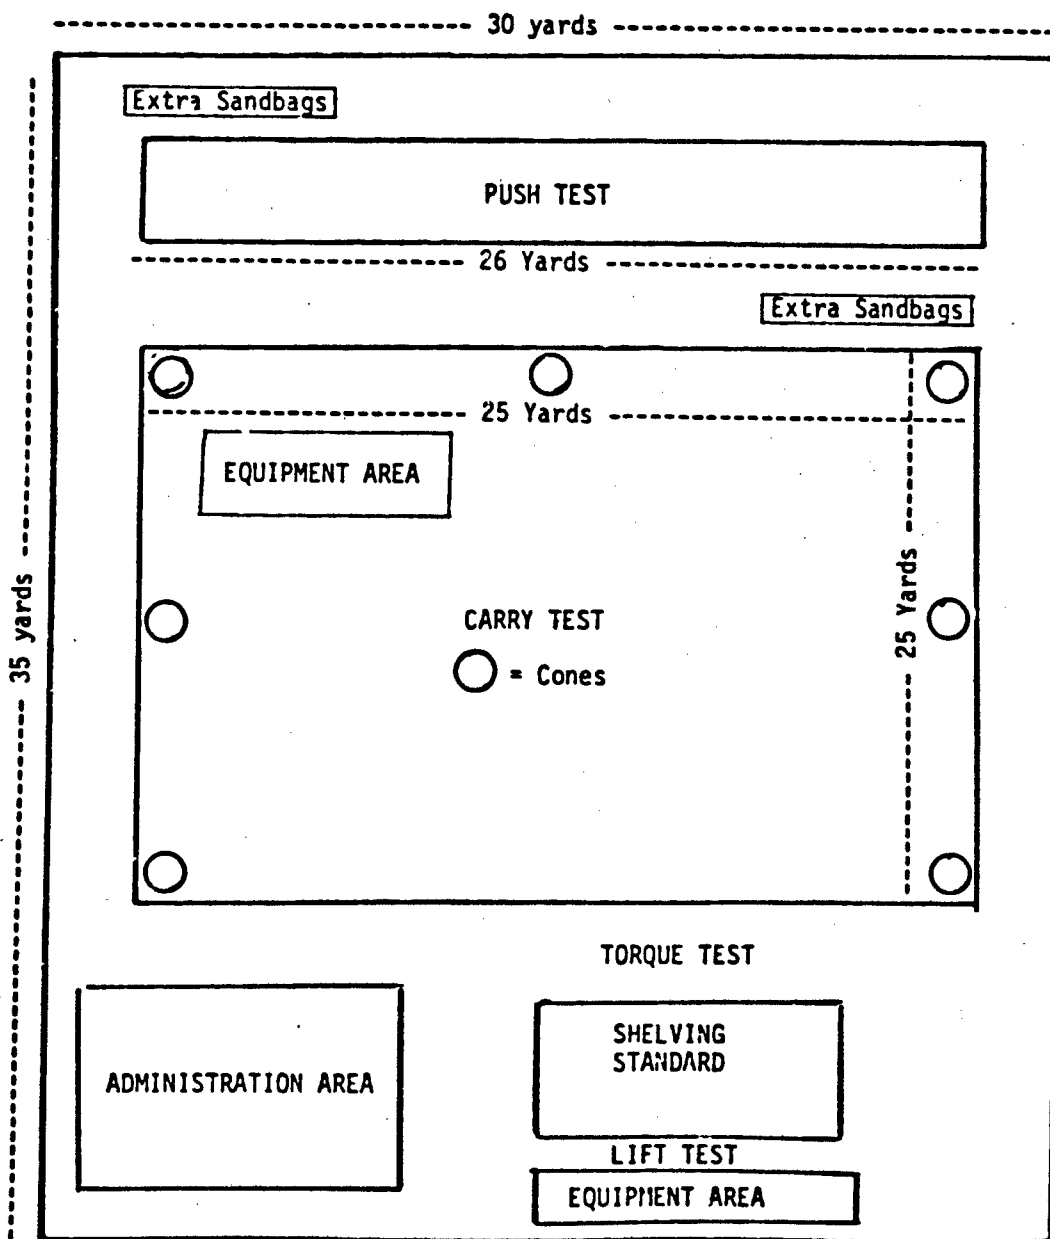 30 yards
Extra Sandbags
PUSH TEST
26 Yards
Extra Sandbags
25 Yards
EQUIPMENT AREA
25 Yards
35 yards
CARRY TEST
= Cones
TORQUE TEST
SHELVING
STANDARD
ADMINISTRATION AREA
LIFT TEST
EQUIPMENT AREA